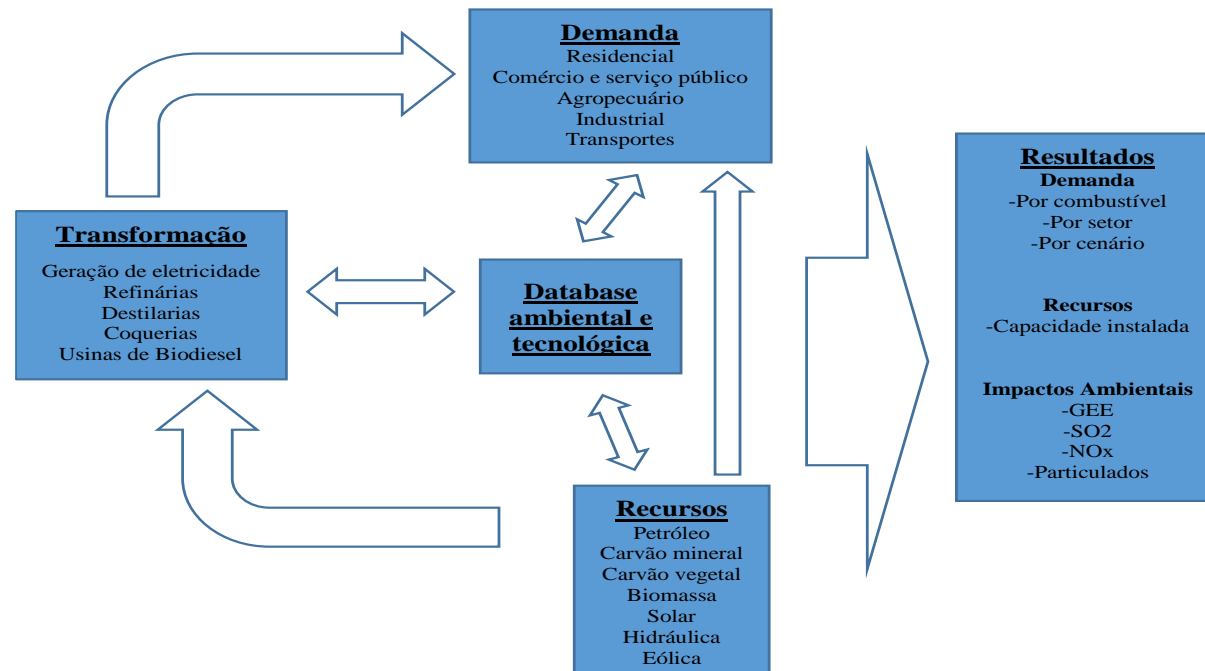 Demanda
Residencial
Comércio e serviço público
Agropecuário
Industrial
Transportes
Transformação
Geração de eletricidade
Refinárias
Destilarias
Coquerias
Usinas de Biodiesel
Database
ambiental e
tecnológica
Recursos
Petróleo
Carvão mineral
Carvão vegetal
Biomassa
Solar
Hidráulica
Eólica
Resultados
Demanda
-Por combustível
-Por setor
-Por cenário
Recursos
-Capacidade instalada
Impactos Ambientais
-GEE
-SO2
-NOx
-Particulados